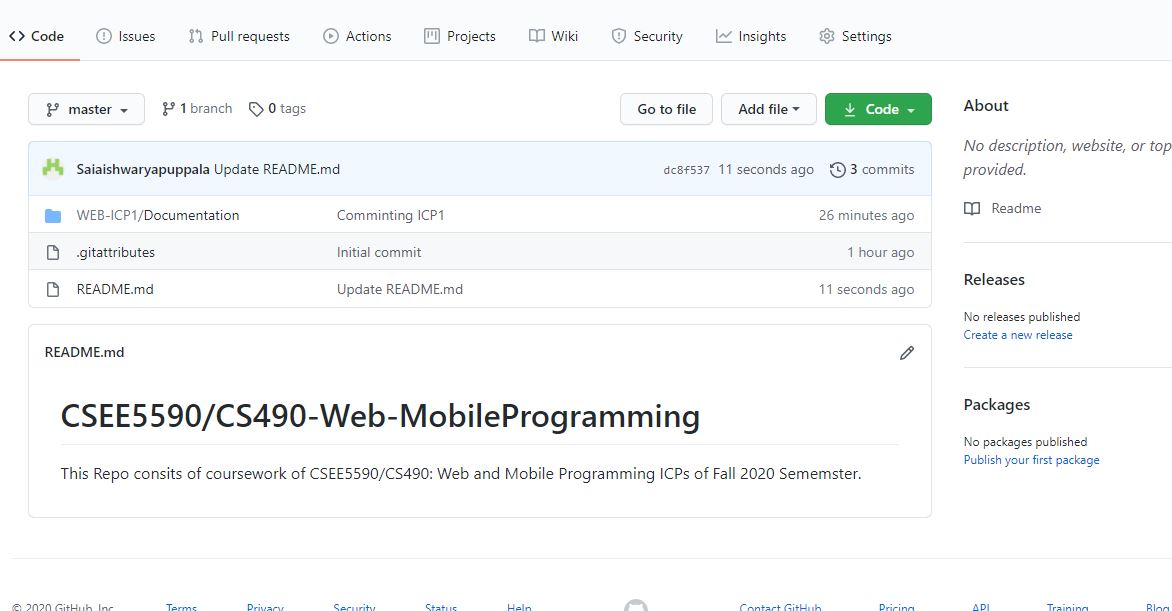 Code Issues Pull requests Actions Projects Wiki Security Insights Settings
master 1 branch 0 tags Go to file Add file Code
Saiaishwaryapuppala Update README.md dc8f537 11 seconds ago 3 commits
WEB-ICP1/Documentation Comminting ICP1 26 minutes ago
.gitattributes Initial commit 1 hour ago
README.md Update README.md 11 seconds ago
README.md
CSEE5590/CS490-Web-MobileProgramming
This Repo consits of coursework of CSEE5590/CS490: Web and Mobile Programming ICPs of Fall 2020 Sememster.
About
No description, website, or top
provided.
Readme
Releases
No releases published
Create a new release
Packages
No packages published
Publish your first package
© 2020 GitHub, Inc. Terms Privacy Security Status Help Contact GitHub Pricing API Training Blog